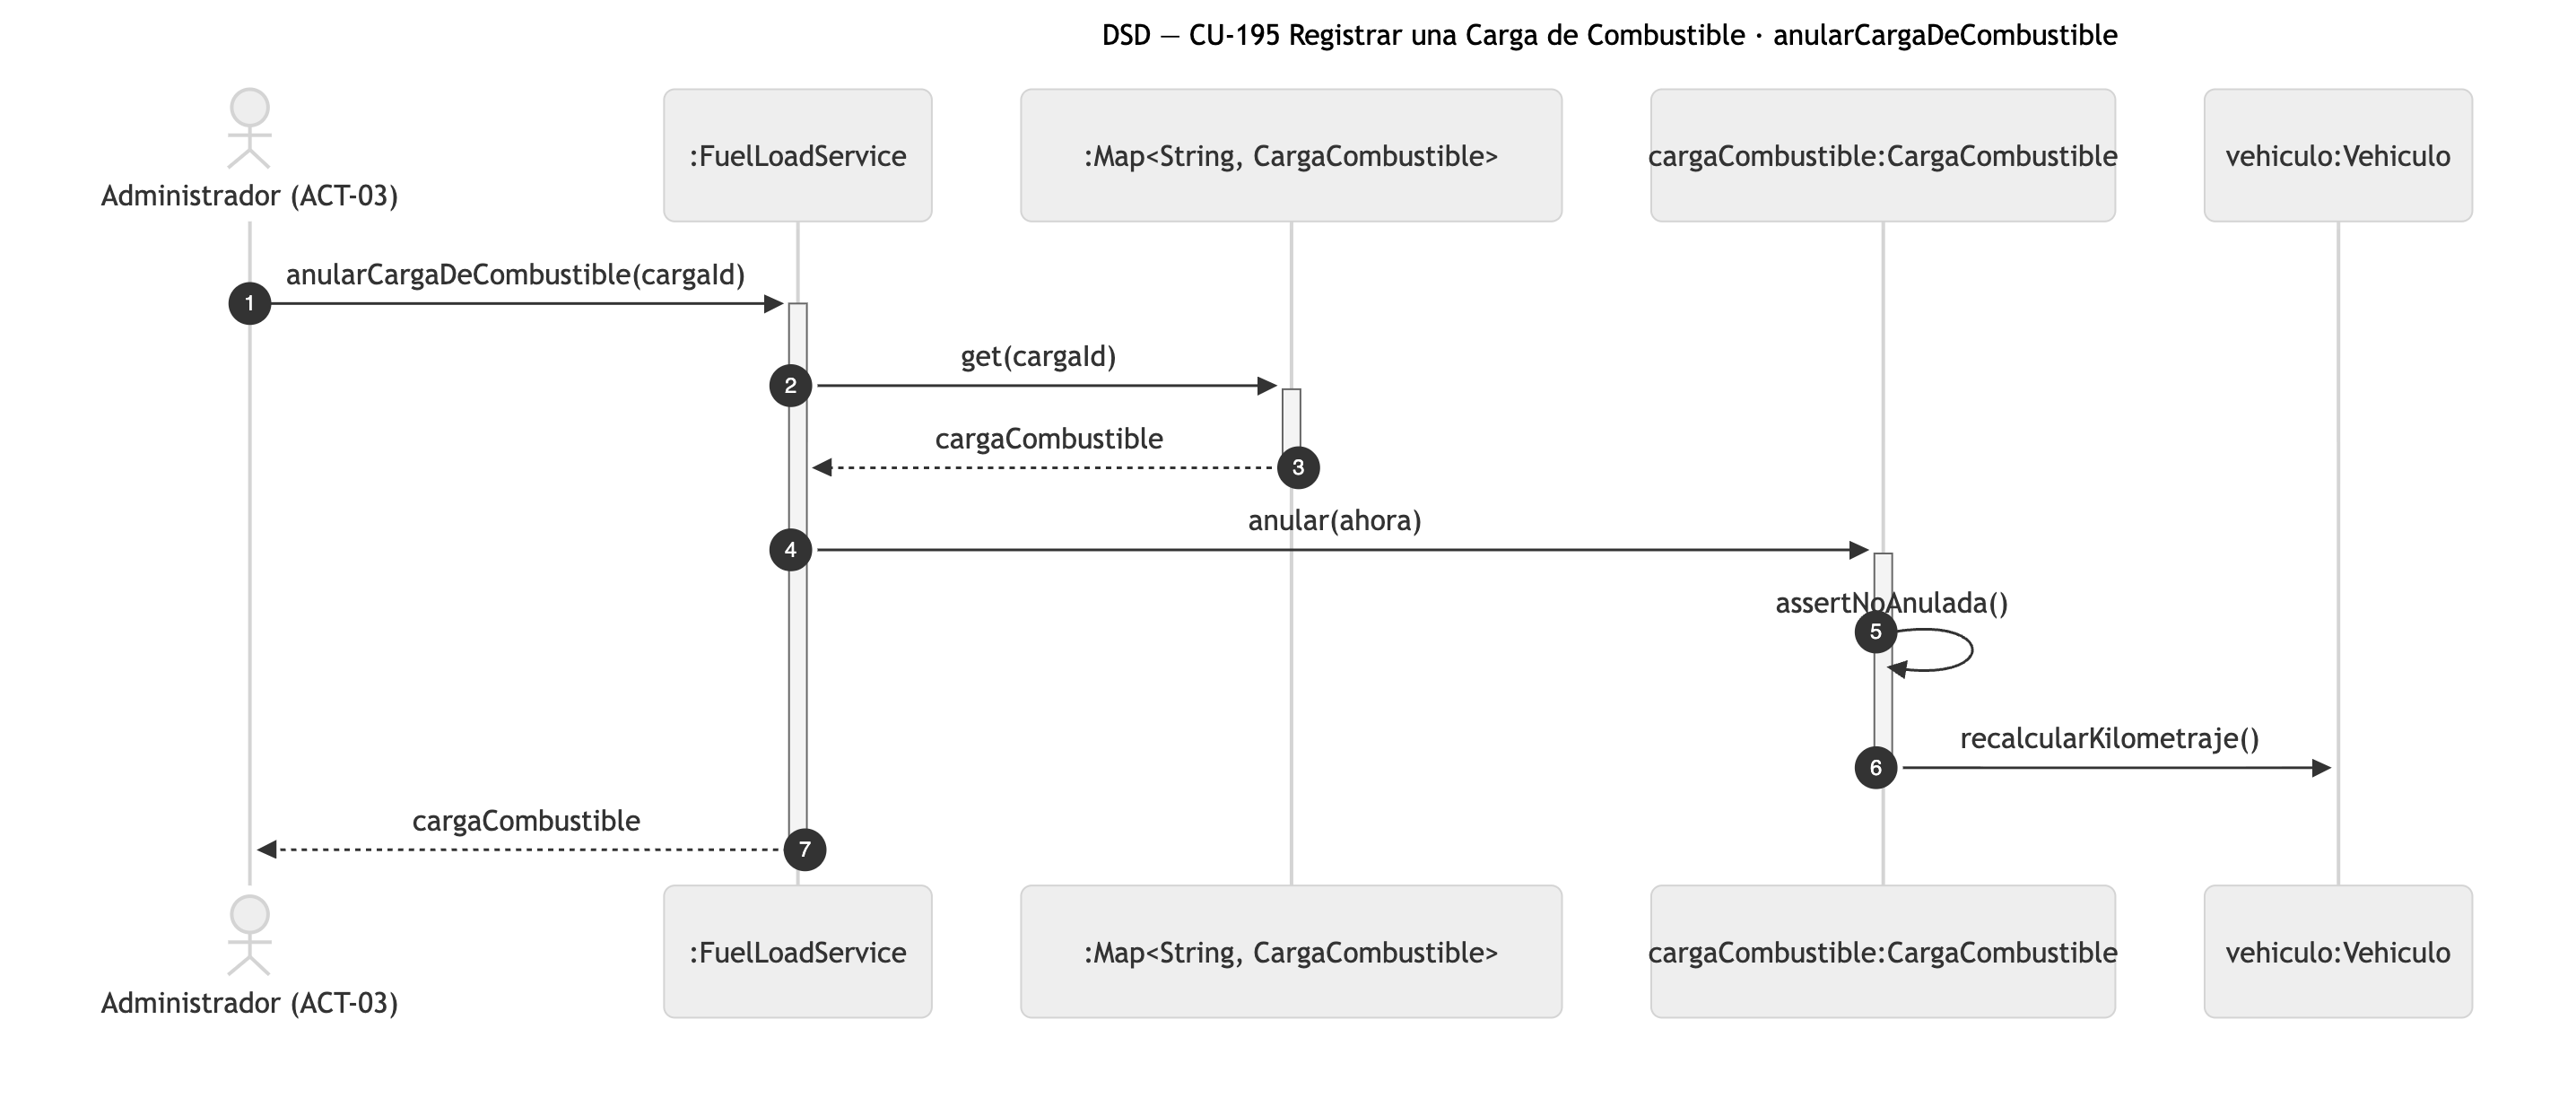 DSD — CU-195 Registrar una Carga de Combustible · anularCargaDeCombustible
Administrador (ACT-03)
:FuelLoadService
:Map<String, CargaCombustible>
cargaCombustible:CargaCombustible
vehiculo:Vehiculo
anularCargaDeCombustible(cargaId)
1
get(cargaId)
2
cargaCombustible
3
anular(ahora)
4
assertNoAnulada()
5
recalcularKilometraje()
6
cargaCombustible
7
:FuelLoadService
:Map<String, CargaCombustible>
cargaCombustible:CargaCombustible
vehiculo:Vehiculo
Administrador (ACT-03)